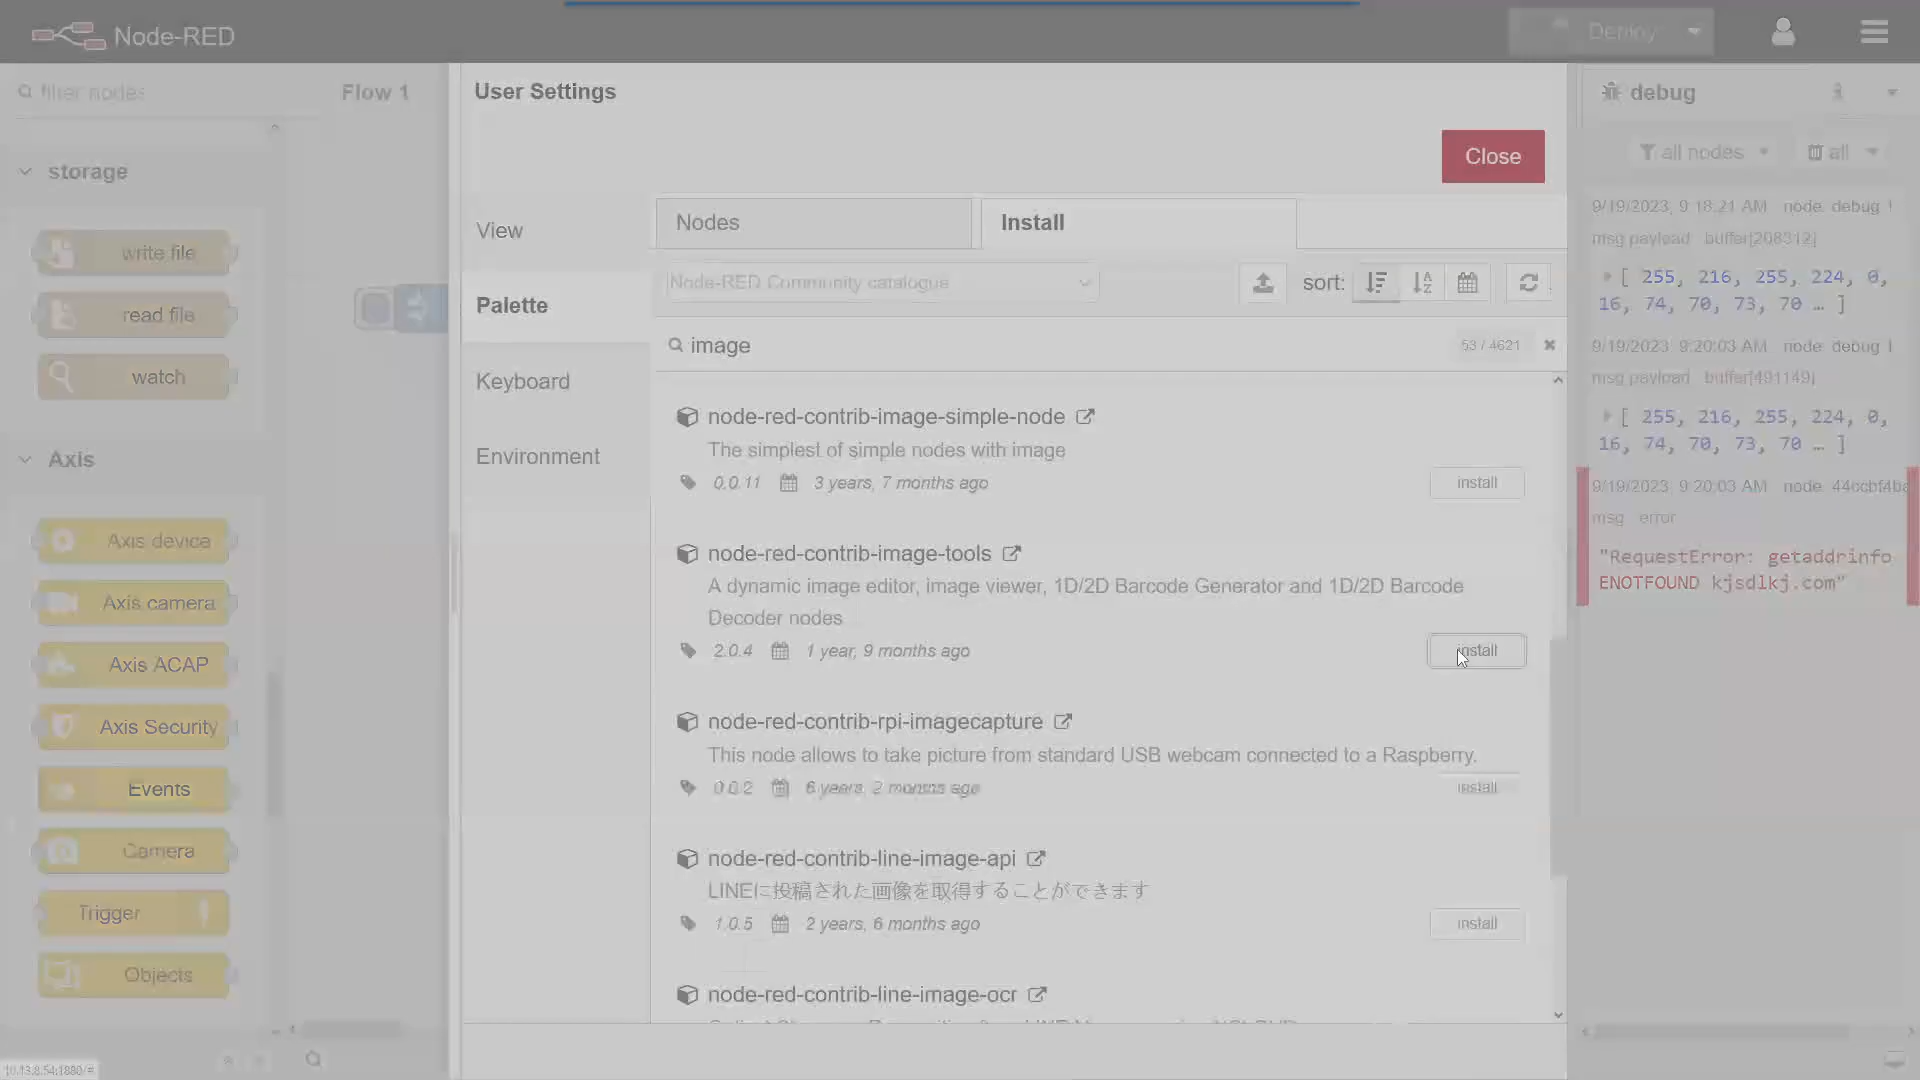 Node-RED
Deploy
filter nodes
Flow 1
storage
write file
read file
watch
Axis
Axis device
Axis camera
Axis ACAP
Axis Security
Events
Camera
Trigger
Objects
10.13.8.54:1880/#
User Settings
Close
View
Palette
Keyboard
Environment
Nodes
Install
Node-RED Community catalogue
sort:
image
53 / 4621
node-red-contrib-image-simple-node
The simplest of simple nodes with image
0.0.11 3 years, 7 months ago
install
node-red-contrib-image-tools
A dynamic image editor, image viewer, 1D/2D Barcode Generator and 1D/2D Barcode
Decoder nodes
2.0.4 1 year, 9 months ago
install
node-red-contrib-rpi-imagecapture
This node allows to take picture from standard USB webcam connected to a Raspberry.
0.0.2 6 years, 2 months ago
install
node-red-contrib-line-image-api
LINEに投稿された画像を取得することができます
1.0.5 2 years, 6 months ago
install
node-red-contrib-line-image-ocr
debug
all nodes
all
9/19/2023, 9:18:21 AM node: debug 1
msg.payload : buffer[208312]
[ 255, 216, 255, 224, 0,
16, 74, 70, 73, 70 … ]
9/19/2023, 9:20:03 AM node: debug 1
msg.payload : buffer[491149]
[ 255, 216, 255, 224, 0,
16, 74, 70, 73, 70 … ]
9/19/2023, 9:20:03 AM node: 44ccbf4ba
msg : error
"RequestError: getaddrinfo
ENOTFOUND kjsdlkj.com"